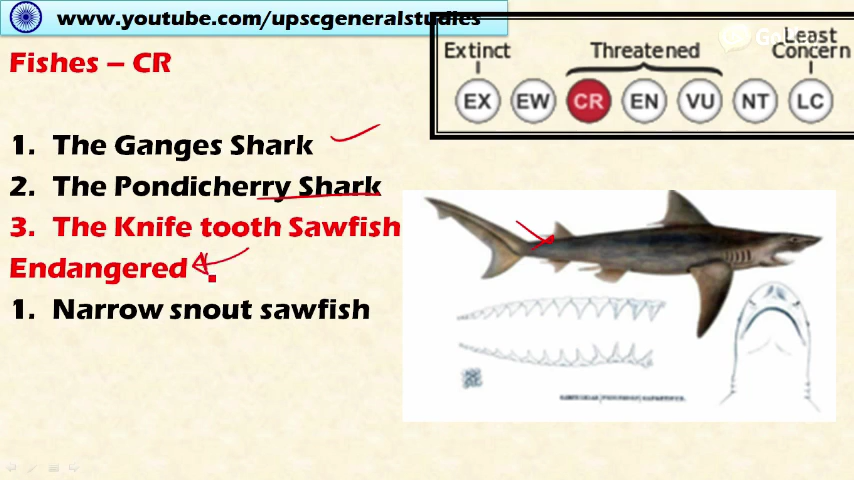 www.youtube.com/upscgeneralstudies
Fishes – CR
Extinct
Threatened
Least
Concern
EX EW CR EN VU NT LC
1. The Ganges Shark
2. The Pondicherry Shark
3. The Knife tooth Sawfish
Endangered
1. Narrow snout sawfish